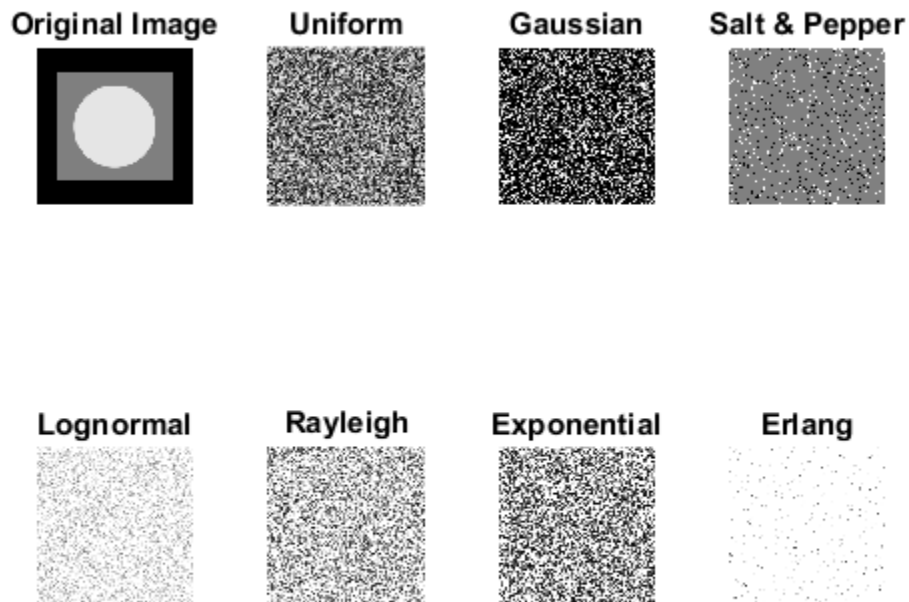 Original Image
Uniform
Gaussian
Salt & Pepper
Lognormal
Rayleigh
Exponential
Erlang